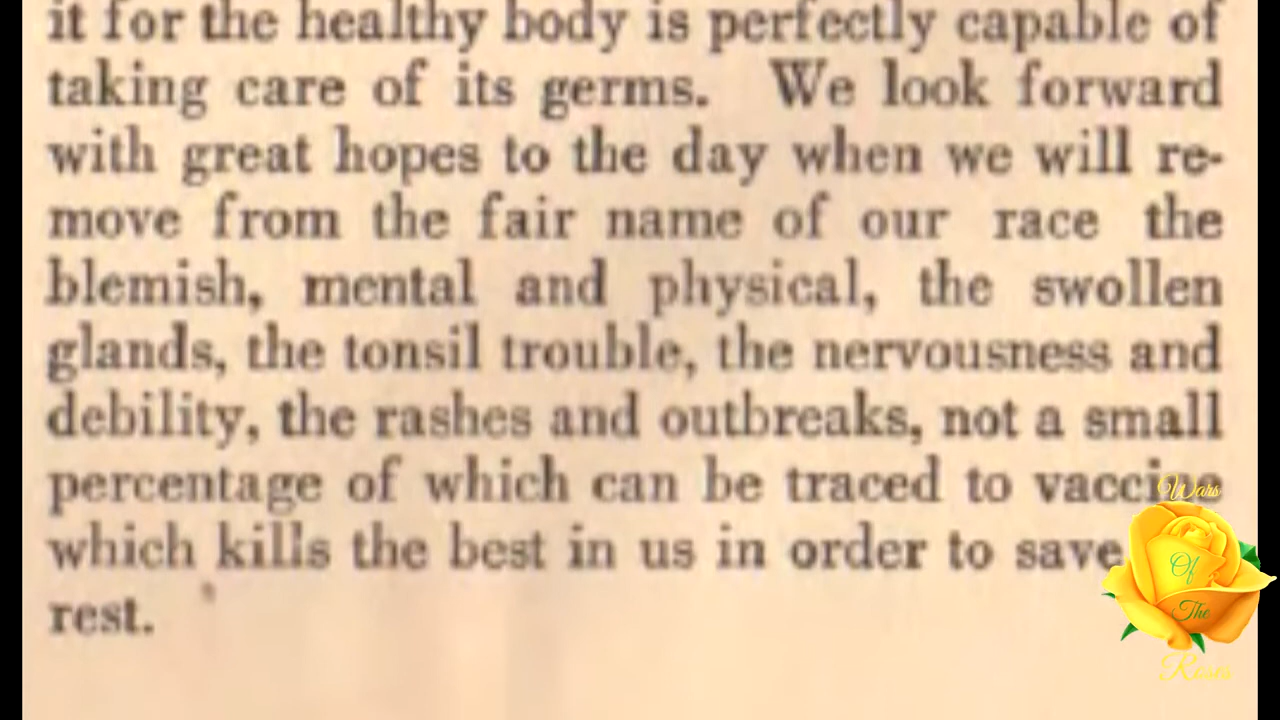 it for the healthy body is perfectly capable of
taking care of its germs. We look forward
with great hopes to the day when we will re-
move from the fair name of our race the
blemish, mental and physical, the swollen
glands, the tonsil trouble, the nervousness and
debility, the rashes and outbreaks, not a small
percentage of which can be traced to vaccine
which kills the best in us in order to save
rest.
Wars
Of
The
Roses